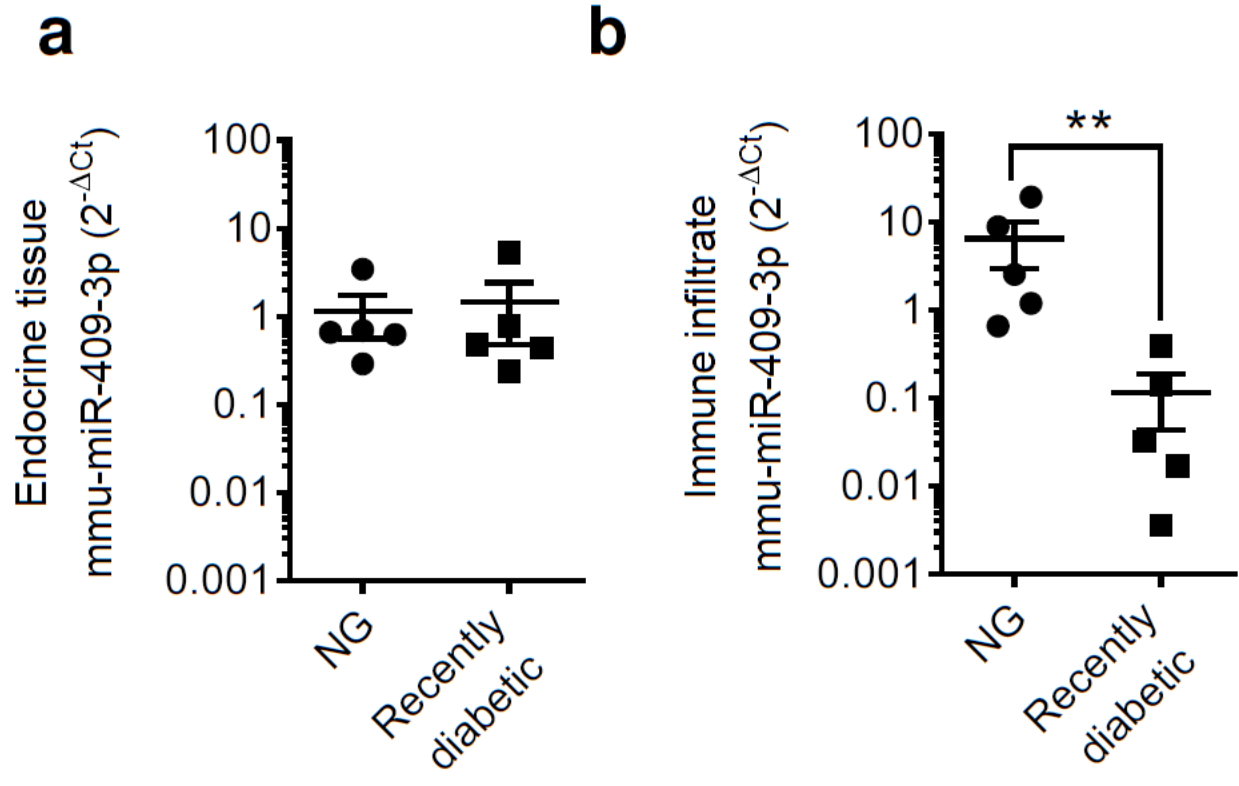 a
Endocrine tissue
mmu-miR-409-3p (2-ΔCt)
100
10
1
0.1
0.01
0.001
NG
Recently
diabetic
b
Immune infiltrate
mmu-miR-409-3p (2-ΔCt)
100
10
1
0.1
0.01
0.001
**
NG
Recently
diabetic